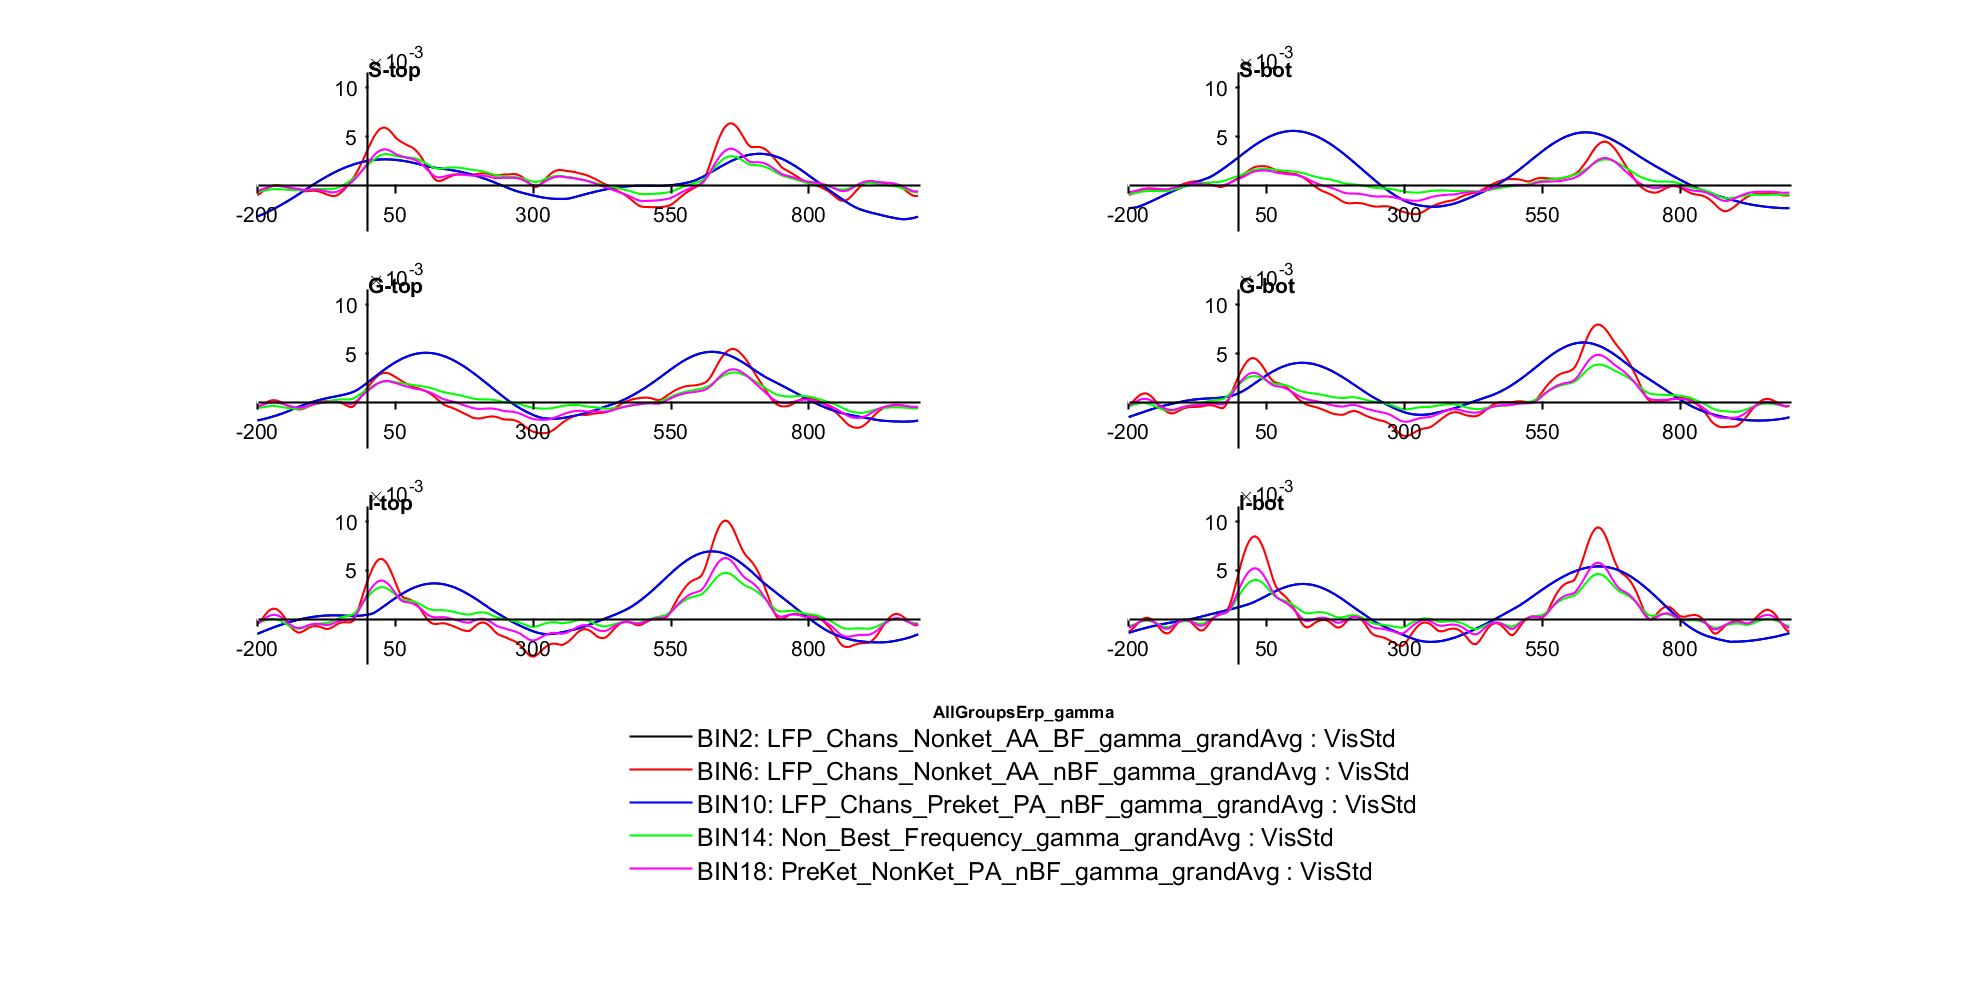 × 10-3
S-top
10
5
-200 50 300 550 800
× 10-3
S-bot
10
5
-200 50 300 550 800
× 10-3
G-top
10
5
-200 50 300 550 800
× 10-3
G-bot
10
5
-200 50 300 550 800
× 10-3
I-top
10
5
-200 50 300 550 800
× 10-3
I-bot
10
5
-200 50 300 550 800
AllGroupsErp_gamma
BIN2: LFP_Chans_Nonket_AA_BF_gamma_grandAvg : VisStd
BIN6: LFP_Chans_Nonket_AA_nBF_gamma_grandAvg : VisStd
BIN10: LFP_Chans_Preket_PA_nBF_gamma_grandAvg : VisStd
BIN14: Non_Best_Frequency_gamma_grandAvg : VisStd
BIN18: PreKet_NonKet_PA_nBF_gamma_grandAvg : VisStd